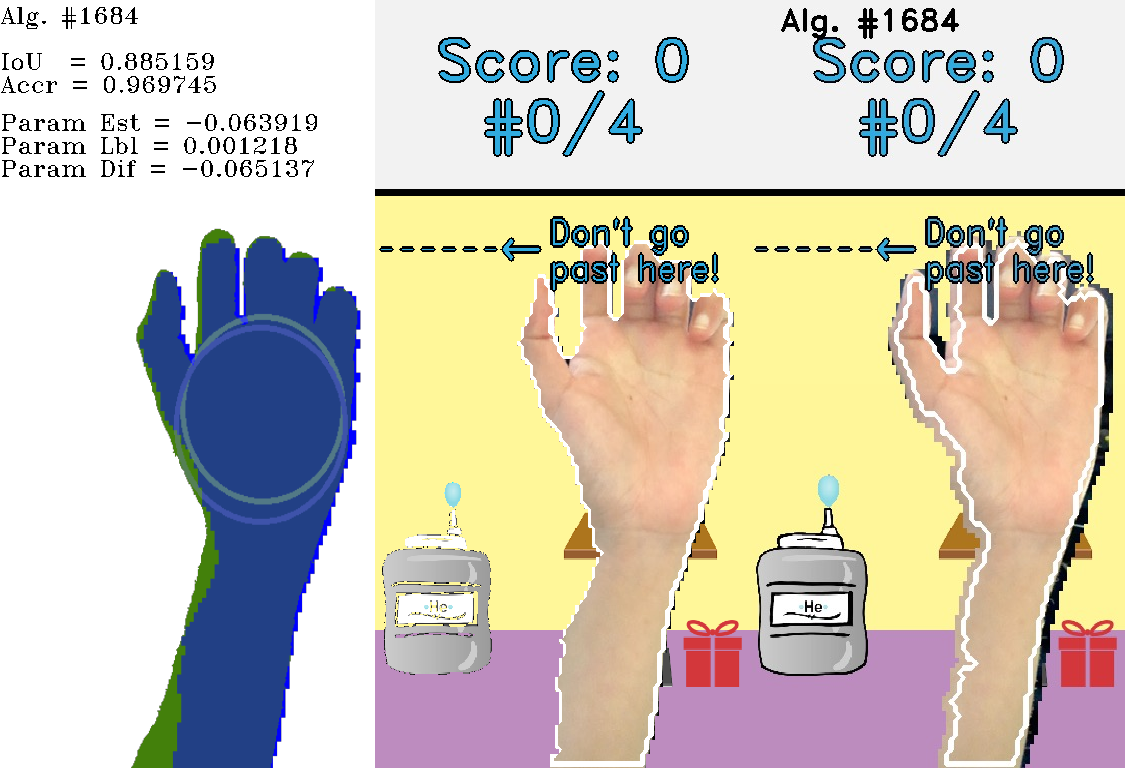 Alg. #1684
IoU = 0.885159
Accr = 0.969745
Param Est = −0.063919
Param Lbl = 0.001218
Param Dif = −0.065137
Score: 0
#0/4
Don't go
past here!
He
Alg. #1684
Score: 0
#0/4
Don't go
past here!
He